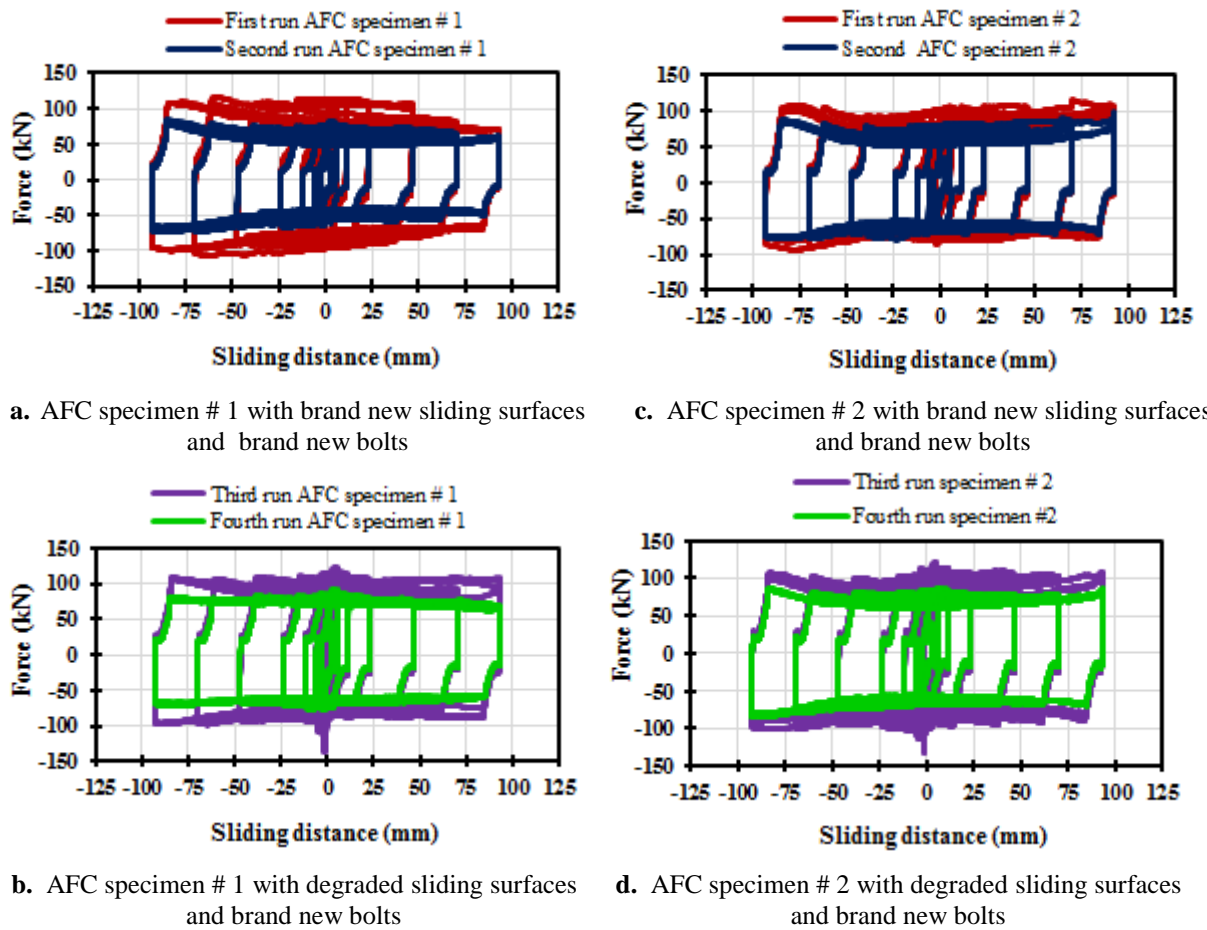 First run AFC specimen # 1
Second run AFC specimen # 1
150
100
50
0
-50
-100
-150
-125 -100 -75 -50 -25 0 25 50 75 100 125
Force (kN)
Sliding distance (mm)
a. AFC specimen # 1 with brand new sliding surfaces
and brand new bolts
First run AFC specimen # 2
Second AFC specimen # 2
150
100
50
0
-50
-100
-150
-125 -100 -75 -50 -25 0 25 50 75 100 125
Force (kN)
Sliding distance (mm)
c. AFC specimen # 2 with brand new sliding surfaces
and brand new bolts
Third run AFC specimen # 1
Fourth run AFC specimen # 1
150
100
50
0
-50
-100
-150
-125 -100 -75 -50 -25 0 25 50 75 100 125
Force (kN)
Sliding distance (mm)
b. AFC specimen # 1 with degraded sliding surfaces
and brand new bolts
Third run specimen # 2
Fourth run specimen #2
150
100
50
0
-50
-100
-150
-125 -100 -75 -50 -25 0 25 50 75 100 125
Force (kN)
Sliding distance (mm)
d. AFC specimen # 2 with degraded sliding surfaces
and brand new bolts